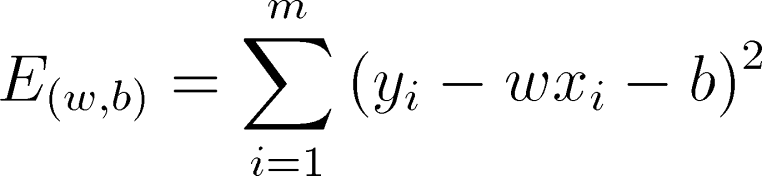 E_{(w,b)} = \sum_{i=1}^{m} (y_i - wx_i - b)^2